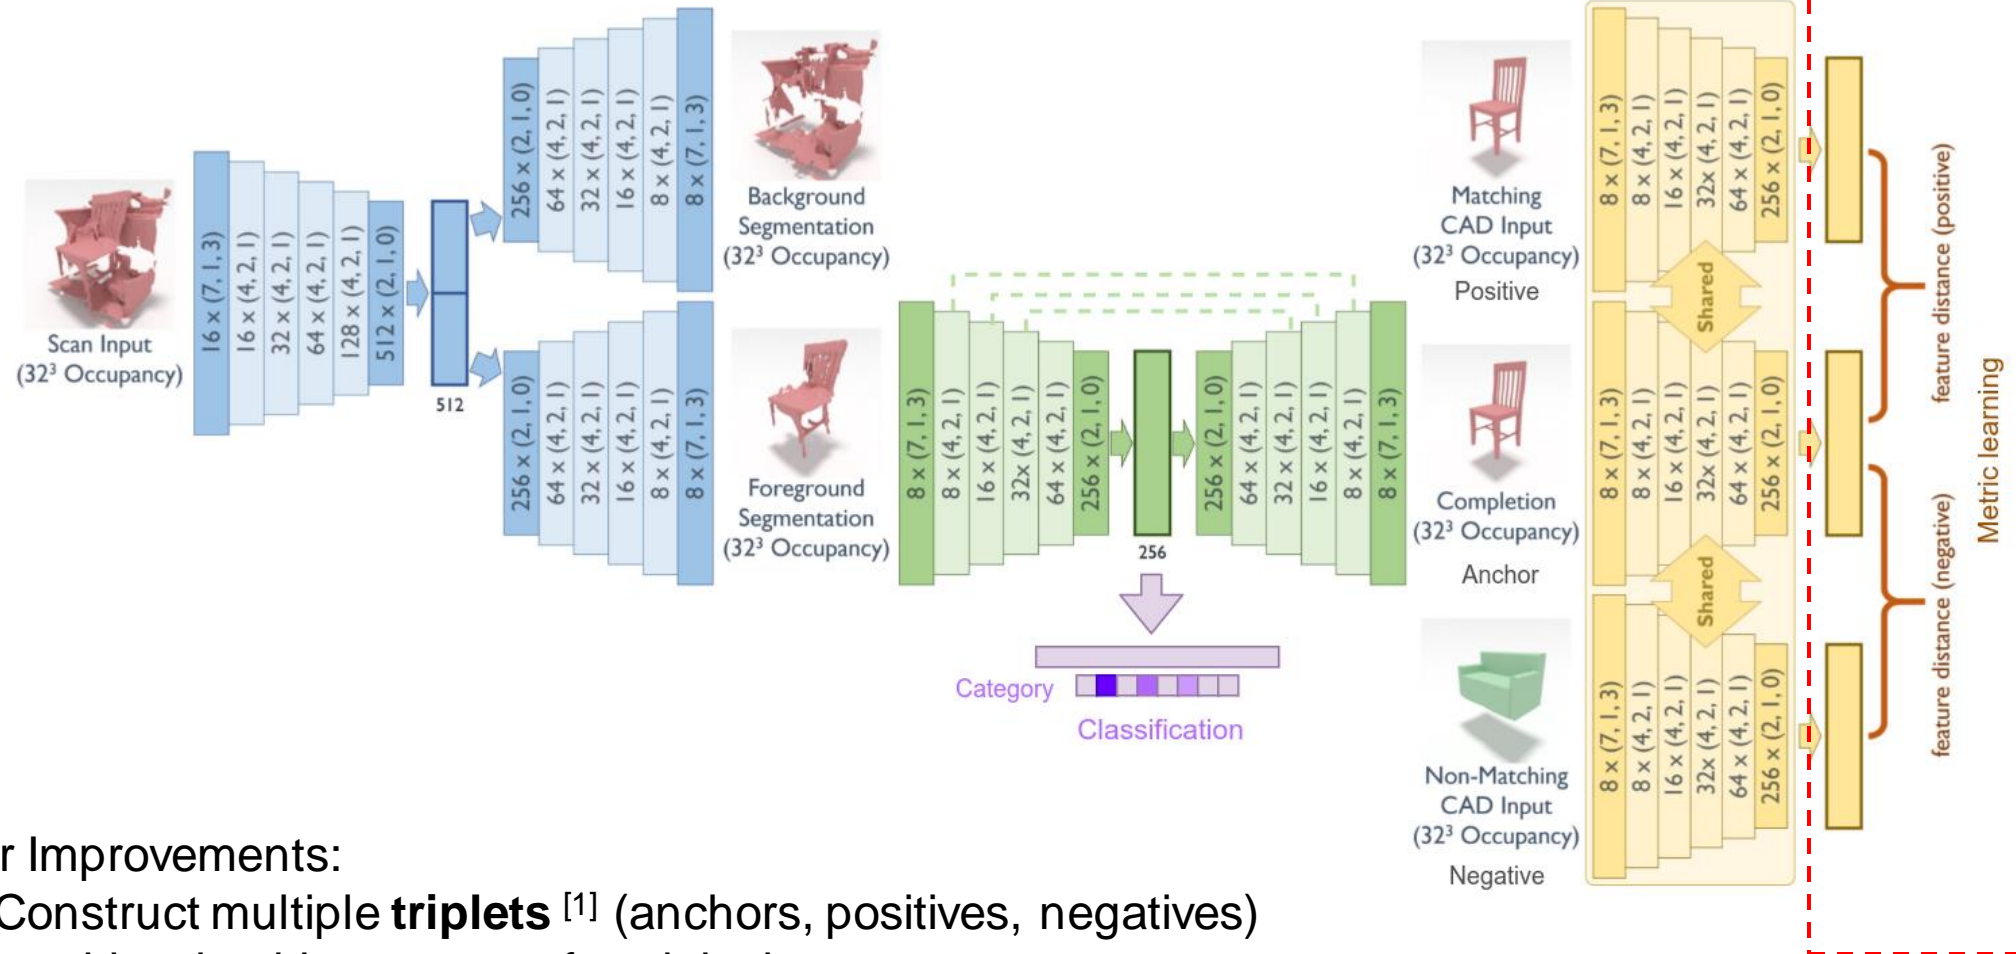 Scan Input
(32³ Occupancy)
16 x (7, 1, 3)
16 x (4, 2, 1)
32 x (4, 2, 1)
64 x (4, 2, 1)
128 x (4, 2, 1)
512 x (2, 1, 0)
512
256 x (2, 1, 0)
64 x (4, 2, 1)
32 x (4, 2, 1)
16 x (4, 2, 1)
8 x (4, 2, 1)
8 x (7, 1, 3)
Background
Segmentation
(32³ Occupancy)
256 x (2, 1, 0)
64 x (4, 2, 1)
32 x (4, 2, 1)
16 x (4, 2, 1)
8 x (4, 2, 1)
8 x (7, 1, 3)
Foreground
Segmentation
(32³ Occupancy)
8 x (7, 1, 3)
8 x (4, 2, 1)
16 x (4, 2, 1)
32x (4, 2, 1)
64 x (4, 2, 1)
256 x (2, 1, 0)
256
256 x (2, 1, 0)
64 x (4, 2, 1)
32 x (4, 2, 1)
16 x (4, 2, 1)
8 x (4, 2, 1)
8 x (7, 1, 3)
Category
Classification
Matching
CAD Input
(32³ Occupancy)
Positive
Completion
(32³ Occupancy)
Anchor
Non-Matching
CAD Input
(32³ Occupancy)
Negative
8 x (7, 1, 3)
8 x (4, 2, 1)
16 x (4, 2, 1)
32x (4, 2, 1)
64 x (4, 2, 1)
256 x (2, 1, 0)
Shared
8 x (7, 1, 3)
8 x (4, 2, 1)
16 x (4, 2, 1)
32x (4, 2, 1)
64 x (4, 2, 1)
256 x (2, 1, 0)
Shared
8 x (7, 1, 3)
8 x (4, 2, 1)
16 x (4, 2, 1)
32x (4, 2, 1)
64 x (4, 2, 1)
256 x (2, 1, 0)
feature distance (positive)
feature distance (negative)
Metric learning
r Improvements:
Construct multiple triplets [1] (anchors, positives, negatives)